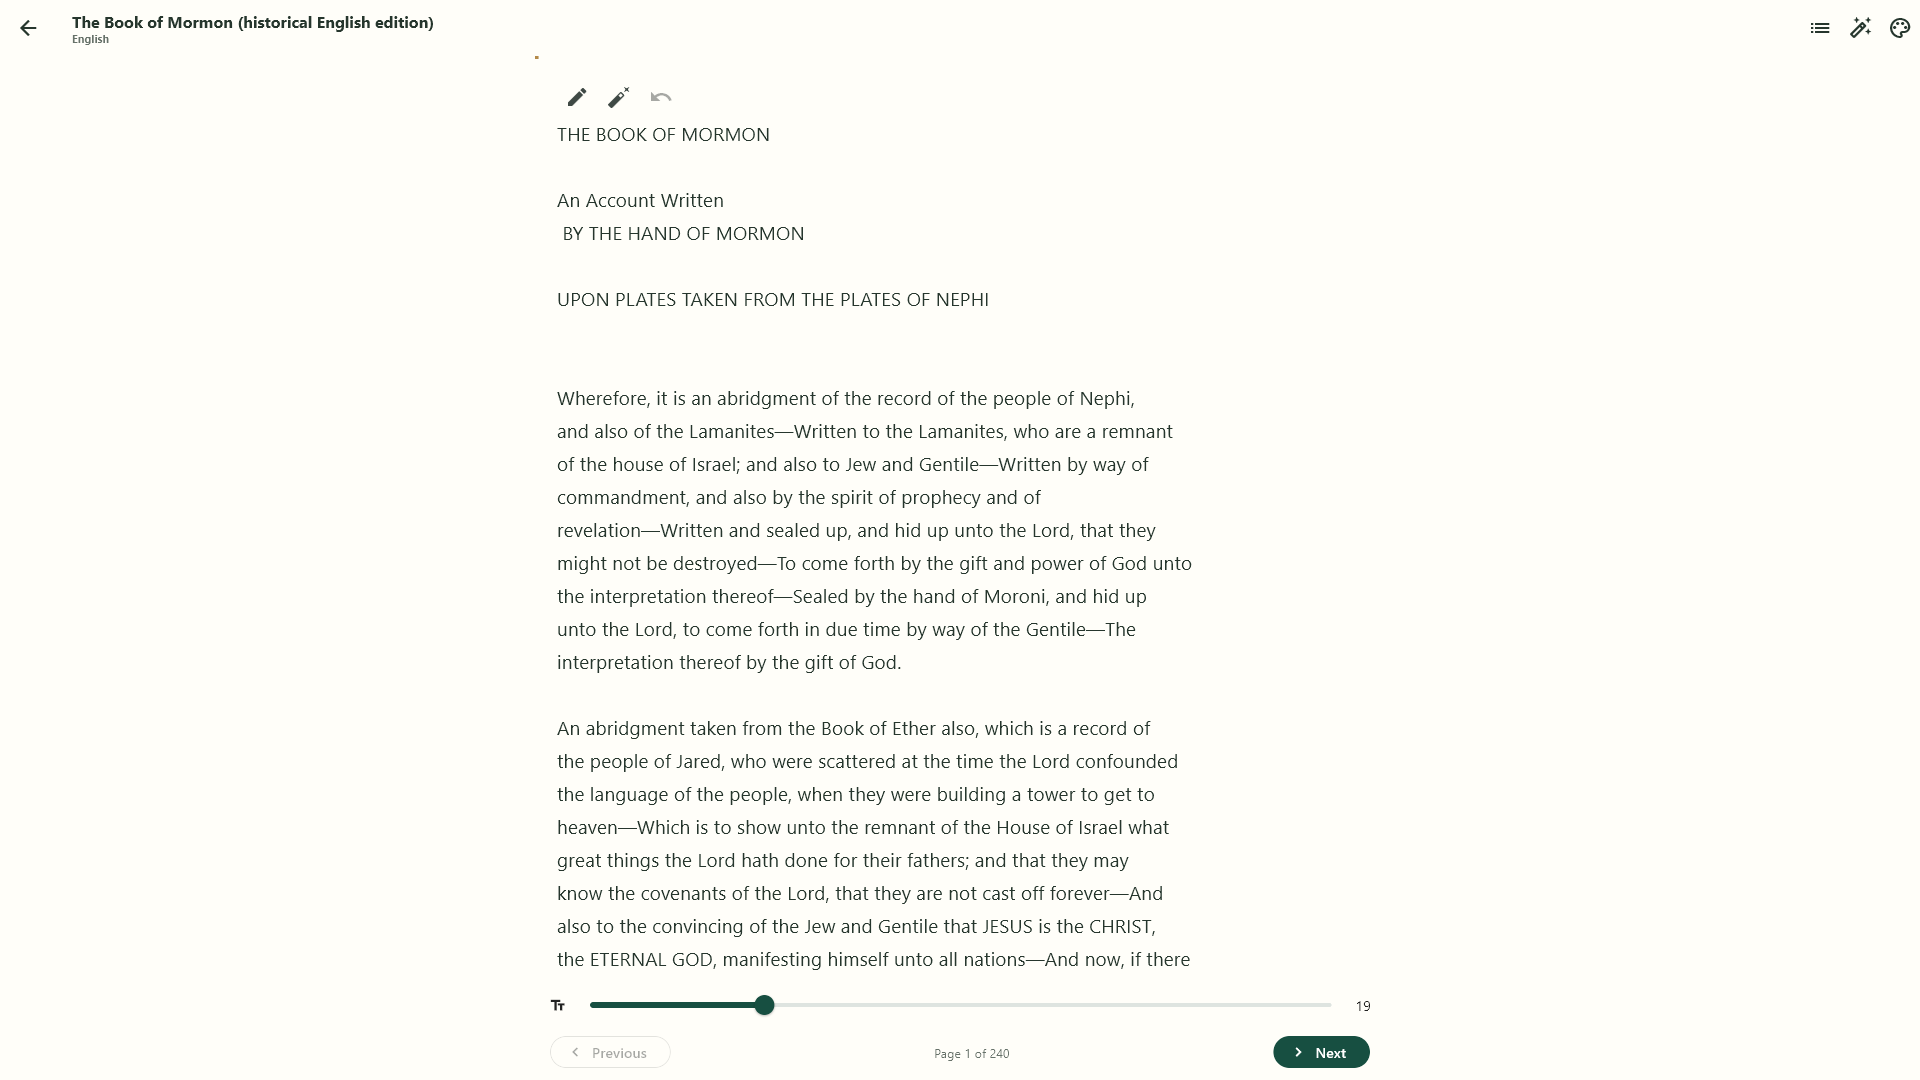 The Book of Mormon (historical English edition)
English
THE BOOK OF MORMON
An Account Written
BY THE HAND OF MORMON
UPON PLATES TAKEN FROM THE PLATES OF NEPHI
Wherefore, it is an abridgment of the record of the people of Nephi,
and also of the Lamanites—Written to the Lamanites, who are a remnant
of the house of Israel; and also to Jew and Gentile—Written by way of
commandment, and also by the spirit of prophecy and of
revelation—Written and sealed up, and hid up unto the Lord, that they
might not be destroyed—To come forth by the gift and power of God unto
the interpretation thereof—Sealed by the hand of Moroni, and hid up
unto the Lord, to come forth in due time by way of the Gentile—The
interpretation thereof by the gift of God.
An abridgment taken from the Book of Ether also, which is a record of
the people of Jared, who were scattered at the time the Lord confounded
the language of the people, when they were building a tower to get to
heaven—Which is to show unto the remnant of the House of Israel what
great things the Lord hath done for their fathers; and that they may
know the covenants of the Lord, that they are not cast off forever—And
also to the convincing of the Jew and Gentile that JESUS is the CHRIST,
the ETERNAL GOD, manifesting himself unto all nations—And now, if there
19
Previous
Page 1 of 240
Next